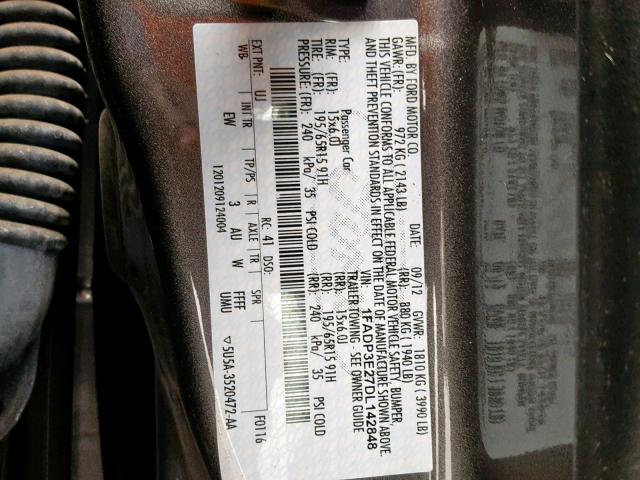 MFD. BY FORD MOTOR CO.
DATE: 09/12 GVWR: 1810 KG ( 3990 LB)
GAWR: (FR): 972 KG ( 2143 LB) (RR): 880 KG ( 1940 LB)
THIS VEHICLE CONFORMS TO ALL APPLICABLE FEDERAL MOTOR VEHICLE SAFETY, BUMPER,
AND THEFT PREVENTION STANDARDS IN EFFECT ON THE DATE OF MANUFACTURE SHOWN ABOVE.
VIN: 1FADP3E27DL142848
TYPE: Passenger Car TRAILER TOWING - SEE OWNER GUIDE
RIM: (FR): 15x6.0J (RR): 15x6.0J
TIRE: (FR): 195/65R15 91H (RR): 195/65R15 91H
(FR): 240 kPa/ 35 PSI COLD (RR): 240 kPa/ 35 PSI COLD
EXT PNT: UJ RC: 41 DSO: F0116
WB INT TR TP/PS R AXLE TR SPR
EW 3 AU W FFFF UMU
1201209124004 ▽5U5A-3520472-AA